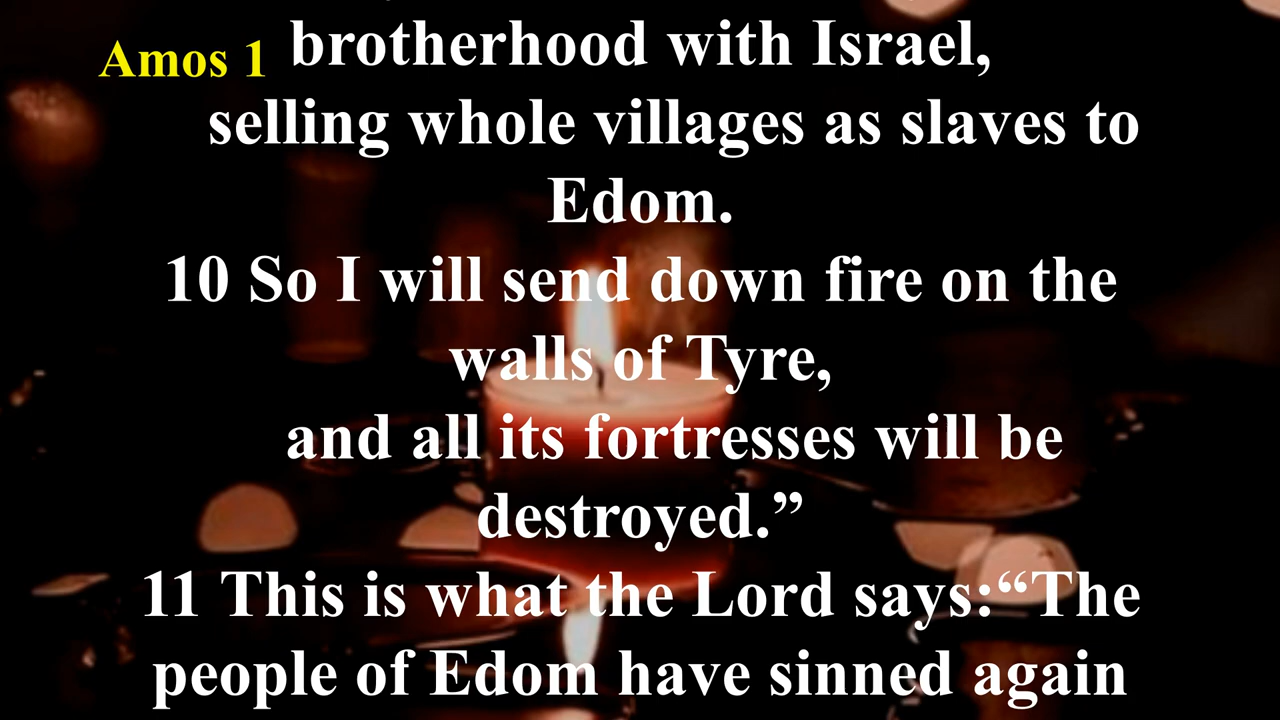 Amos 1
brotherhood with Israel,
selling whole villages as slaves to
Edom.
10 So I will send down fire on the
walls of Tyre,
and all its fortresses will be
destroyed.”
11 This is what the Lord says:“The
people of Edom have sinned again